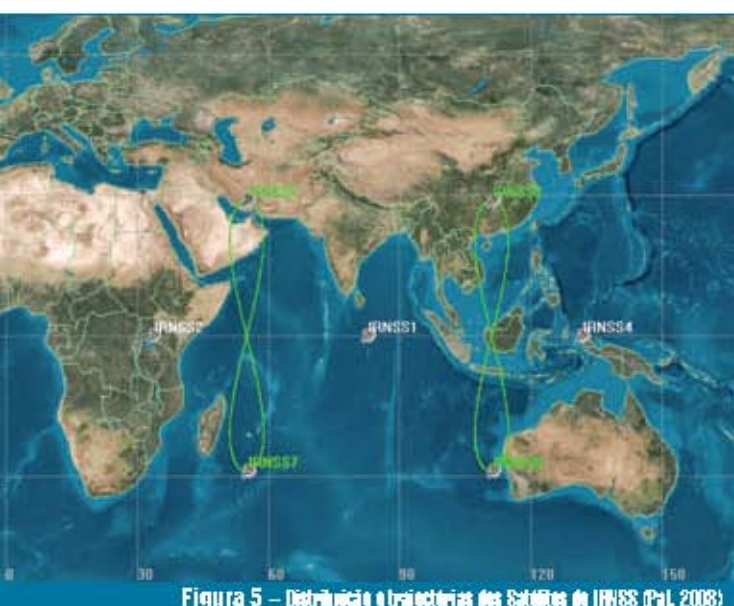 IRNSS2
IRNSS1
IRNSS4
IRNSS7
0 30 60 90 120 150
Figura 5 – Distribuição e trajectórias dos Satélites do IRNSS (Pal, 2008)